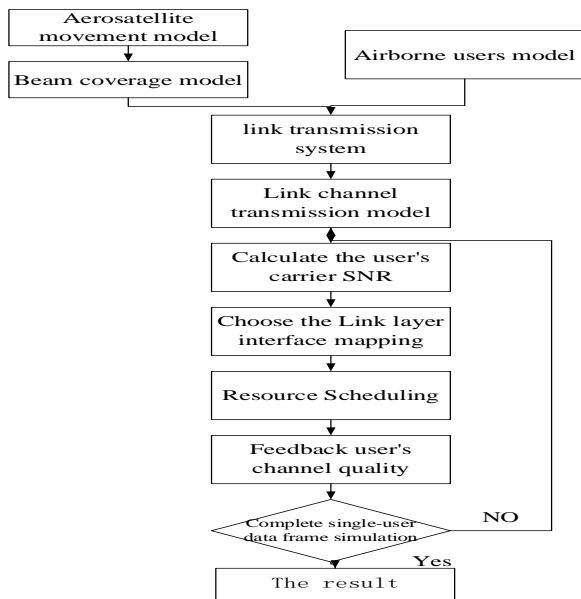 Aerosatellite
movement model
Airborne users model
Beam coverage model
link transmission
system
Link channel
transmission model
Calculate the user's
carrier SNR
Choose the Link layer
interface mapping
Resource Scheduling
Feedback user's
channel quality
Complete single-user
data frame simulation
NO
Yes
The result